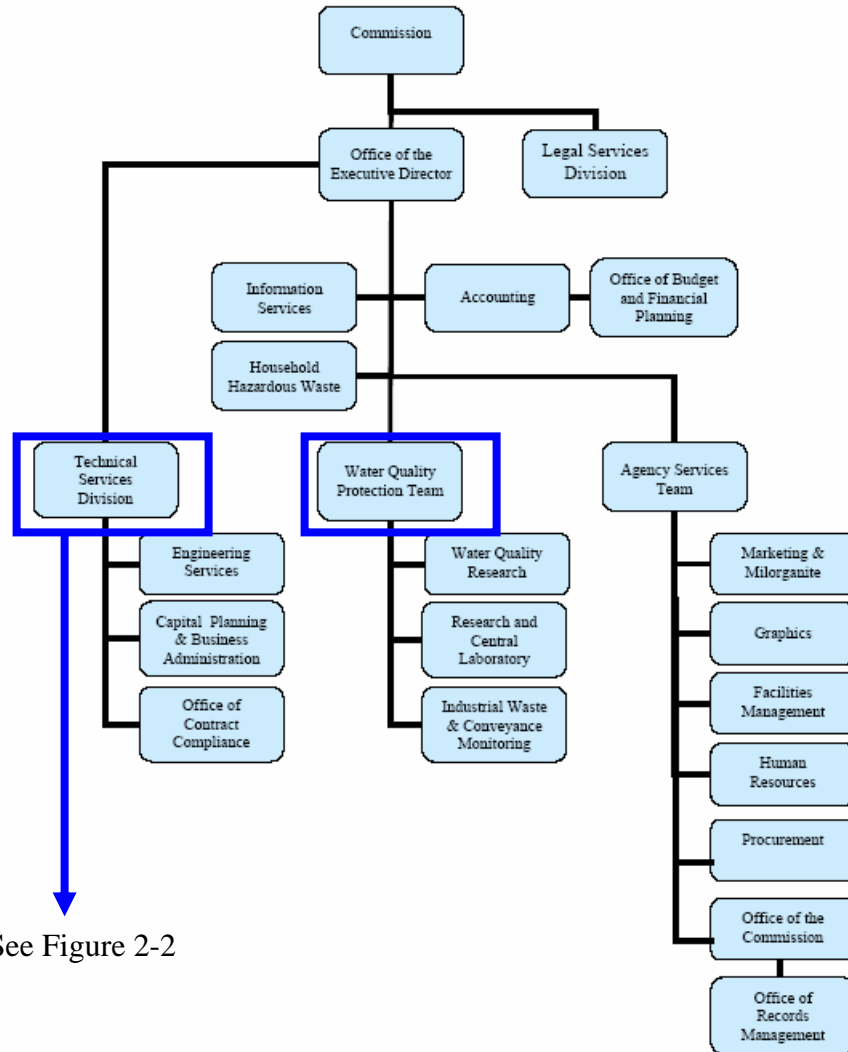 Commission
Office of the
Executive Director
Legal Services
Division
Information
Services
Accounting
Office of Budget
and Financial
Planning
Household
Hazardous Waste
Technical
Services
Division
Water Quality
Protection Team
Agency Services
Team
Engineering
Services
Capital Planning
& Business
Administration
Office of
Contract
Compliance
Water Quality
Research
Research and
Central
Laboratory
Industrial Waste
& Conveyance
Monitoring
Marketing &
Milorganite
Graphics
Facilities
Management
Human
Resources
Procurement
Office of the
Commission
Office of
Records
Management
See Figure 2-2